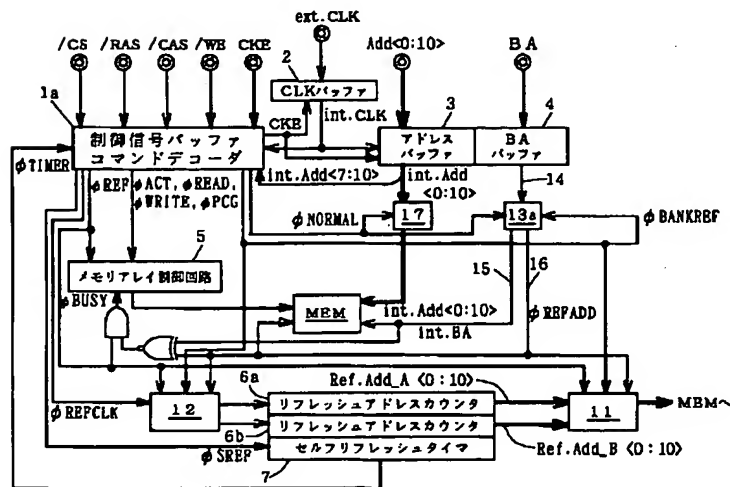 ext.CLK
/CS /RAS /CAS /WE CKE Add<0:10> BA
2
CLKバッファ
1a
3
4
int.CLK
CKE
制御信号バッファ
コマンドデコーダ
アドレス
バッファ
BA
バッファ
φTIMER
int.Add<7:10>
int.Add
<0:10>
14
φREF
φACT, φREAD,
φWRITE, φPCG
φNORMAL
17
13a
φBANKREF
5
15
16
メモリアレイ制御回路
φBUSY
MEM
int.Add<0:10>
int.BA
φREFADD
6a
Ref.Add_A <0:10>
φREFCLK
12
リフレッシュアドレスカウンタ
11
MEMへ
6b
リフレッシュアドレスカウンタ
Ref.Add_B <0:10>
φSREF
セルフリフレッシュタイマ
7